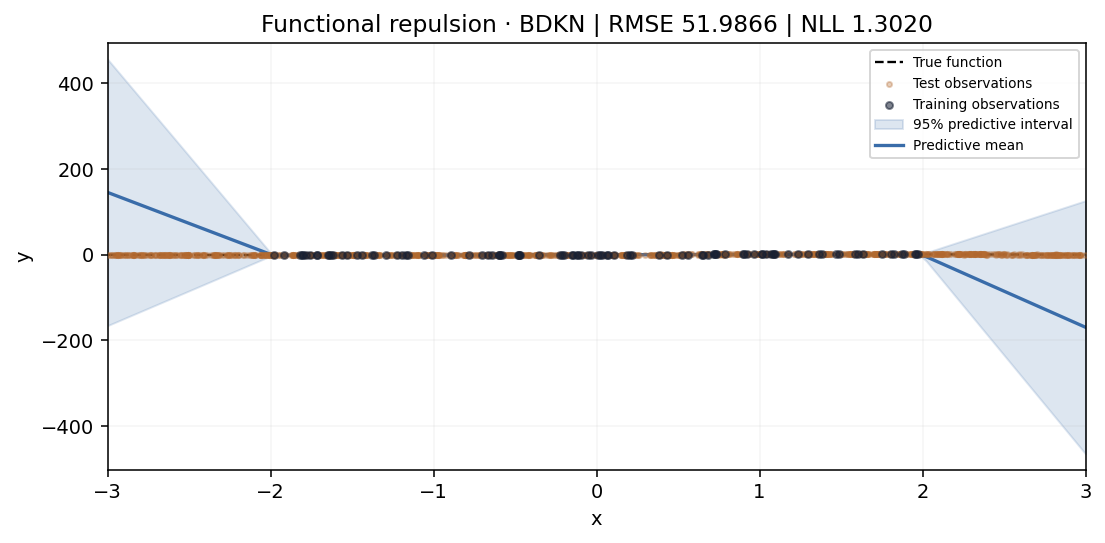 Functional repulsion · BDKN | RMSE 51.9866 | NLL 1.3020
True function
Test observations
Training observations
95% predictive interval
Predictive mean
y
400
200
0
−200
−400
−3 −2 −1 0 1 2 3
x